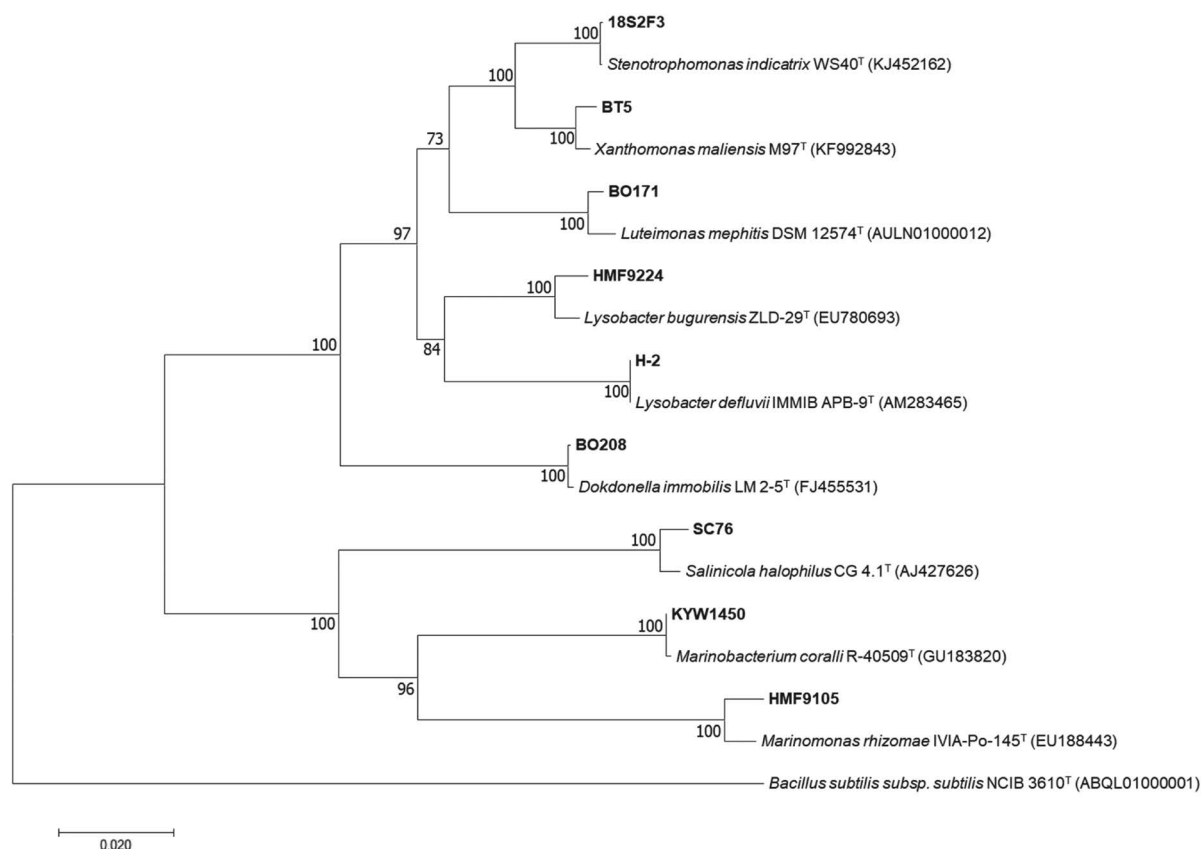 18S2F3
100
Stenotrophomonas indicatrix WS40ᵀ (KJ452162)
100
BT5
100
Xanthomonas maliensis M97ᵀ (KF992843)
73
BO171
100
Luteimonas mephitis DSM 12574ᵀ (AULN01000012)
97
HMF9224
100
Lysobacter bugurensis ZLD-29ᵀ (EU780693)
84
H-2
100
Lysobacter defluvii IMMIB APB-9ᵀ (AM283465)
100
BO208
100
Dokdonella immobilis LM 2-5ᵀ (FJ455531)
SC76
100
Salinicola halophilus CG 4.1ᵀ (AJ427626)
100
KYW1450
100
Marinobacterium coralli R-40509ᵀ (GU183820)
96
HMF9105
100
Marinomonas rhizomae IVIA-Po-145ᵀ (EU188443)
Bacillus subtilis subsp. subtilis NCIB 3610ᵀ (ABQL01000001)
0.020